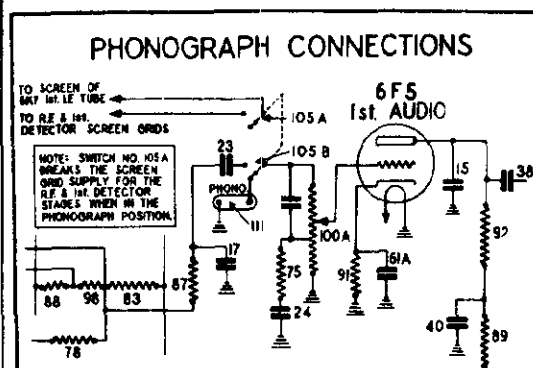 PHONOGRAPH CONNECTIONS
TO SCREEN OF
6K7 1st. I.F. TUBE
TO R.F. & 1st.
DETECTOR SCREEN GRIDS
105 A
6F5
1st. AUDIO
23
105 B
NOTE: SWITCH NO. 105 A
BREAKS THE SCREEN
GRID SUPPLY FOR THE
R.F. & 1st. DETECTOR
STAGES WHEN IN THE
PHONOGRAPH POSITION.
PHONO
111
15
38
100A
92
17
87
75
91
61A
88
98
83
24
40
89
78